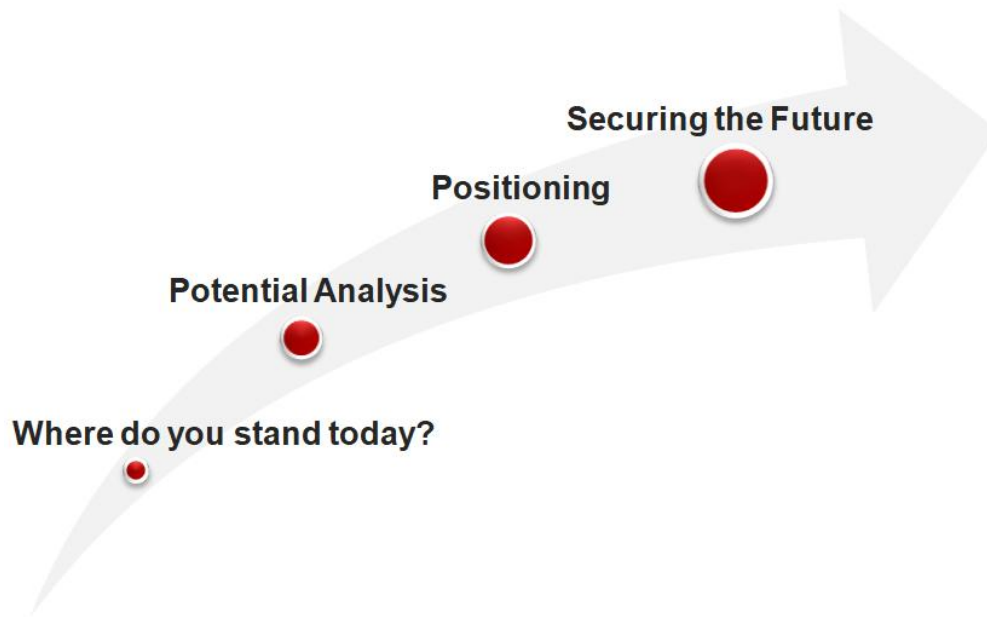 Securing the Future
Positioning
Potential Analysis
Where do you stand today?